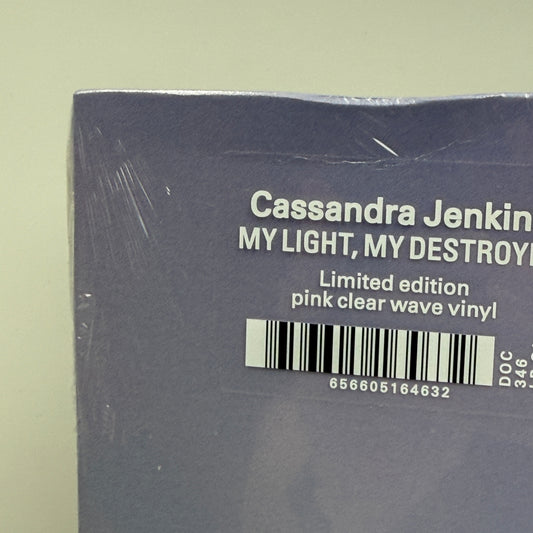 Cassandra Jenkin
MY LIGHT, MY DESTROY
Limited edition
pink clear wave vinyl
656605164632
DOC
346